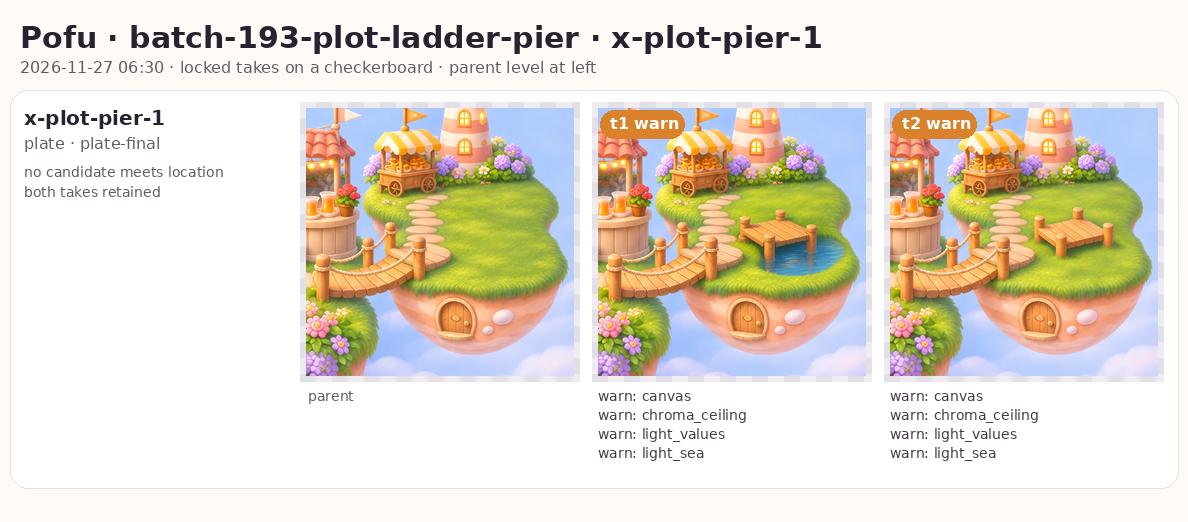 Pofu · batch-193-plot-ladder-pier · x-plot-pier-1
2026-11-27 06:30 · locked takes on a checkerboard · parent level at left
x-plot-pier-1
plate · plate-final
no candidate meets location
both takes retained
parent
t1 warn
warn: canvas
warn: chroma_ceiling
warn: light_values
warn: light_sea
t2 warn
warn: canvas
warn: chroma_ceiling
warn: light_values
warn: light_sea